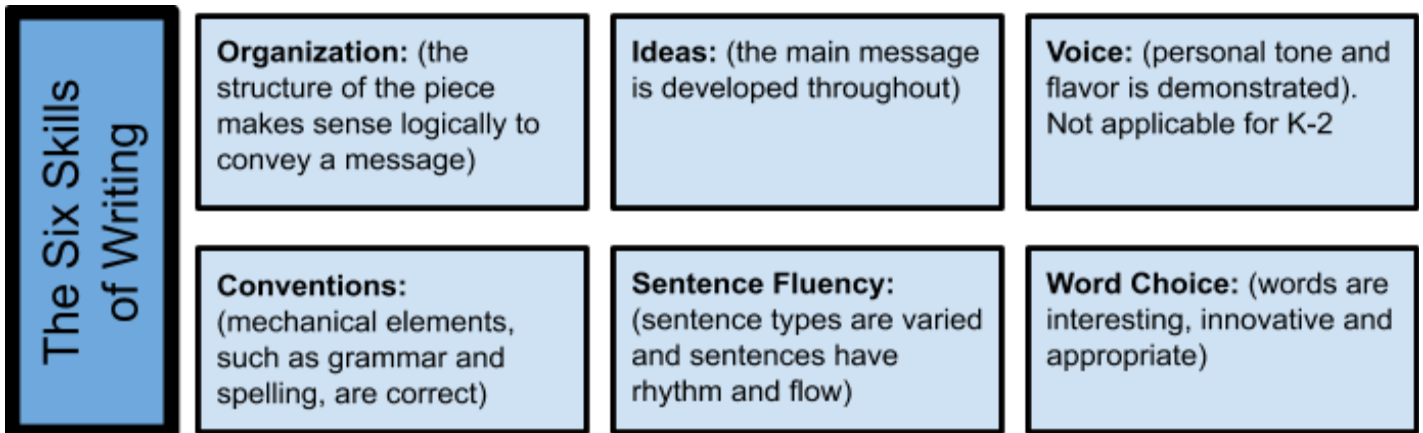 The Six Skills
of Writing
Organization: (the
structure of the piece
makes sense logically to
convey a message)
Ideas: (the main message
is developed throughout)
Voice: (personal tone and
flavor is demonstrated).
Not applicable for K-2
Conventions:
(mechanical elements,
such as grammar and
spelling, are correct)
Sentence Fluency:
(sentence types are varied
and sentences have
rhythm and flow)
Word Choice: (words are
interesting, innovative and
appropriate)